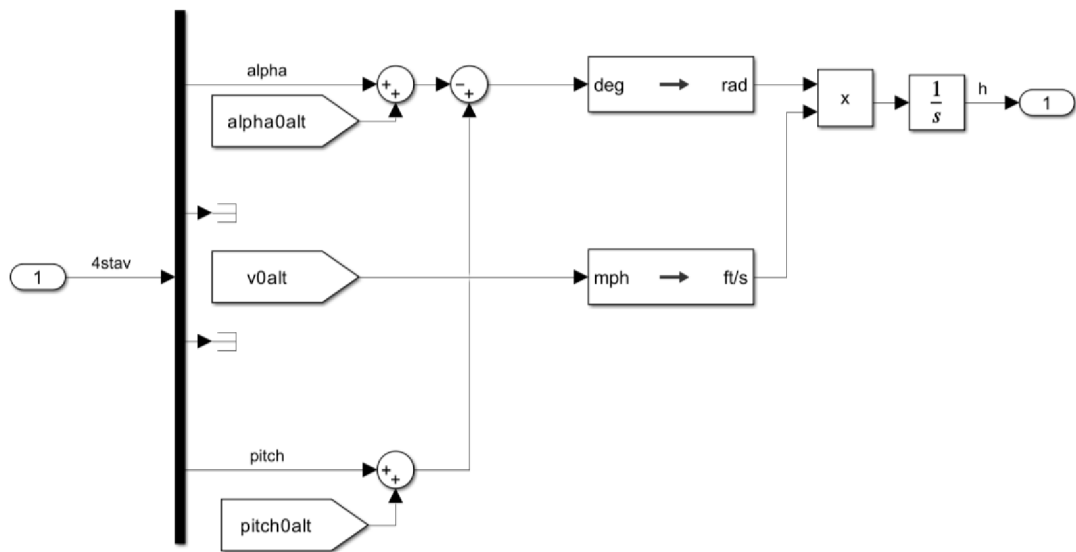 alpha
+
+
-
+
deg → rad
x
1
s
h
1
alpha0alt
1
4stav
v0alt
mph → ft/s
pitch
+
+
pitch0alt